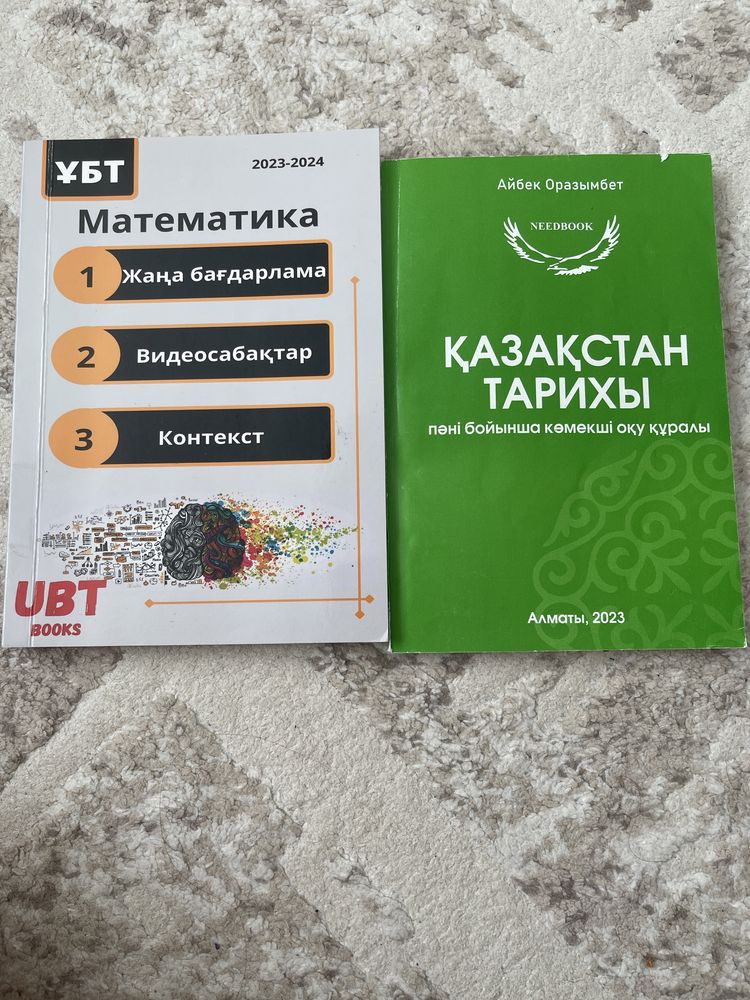 ҰБТ
2023-2024
Математика
1 Жаңа бағдарлама
2 Видеосабақтар
3 Контекст
UBT
BOOKS
Айбек Оразымбет
NEEDBOOK
ҚАЗАҚСТАН
ТАРИХЫ
пәні бойынша көмекші оқу құралы
Алматы, 2023